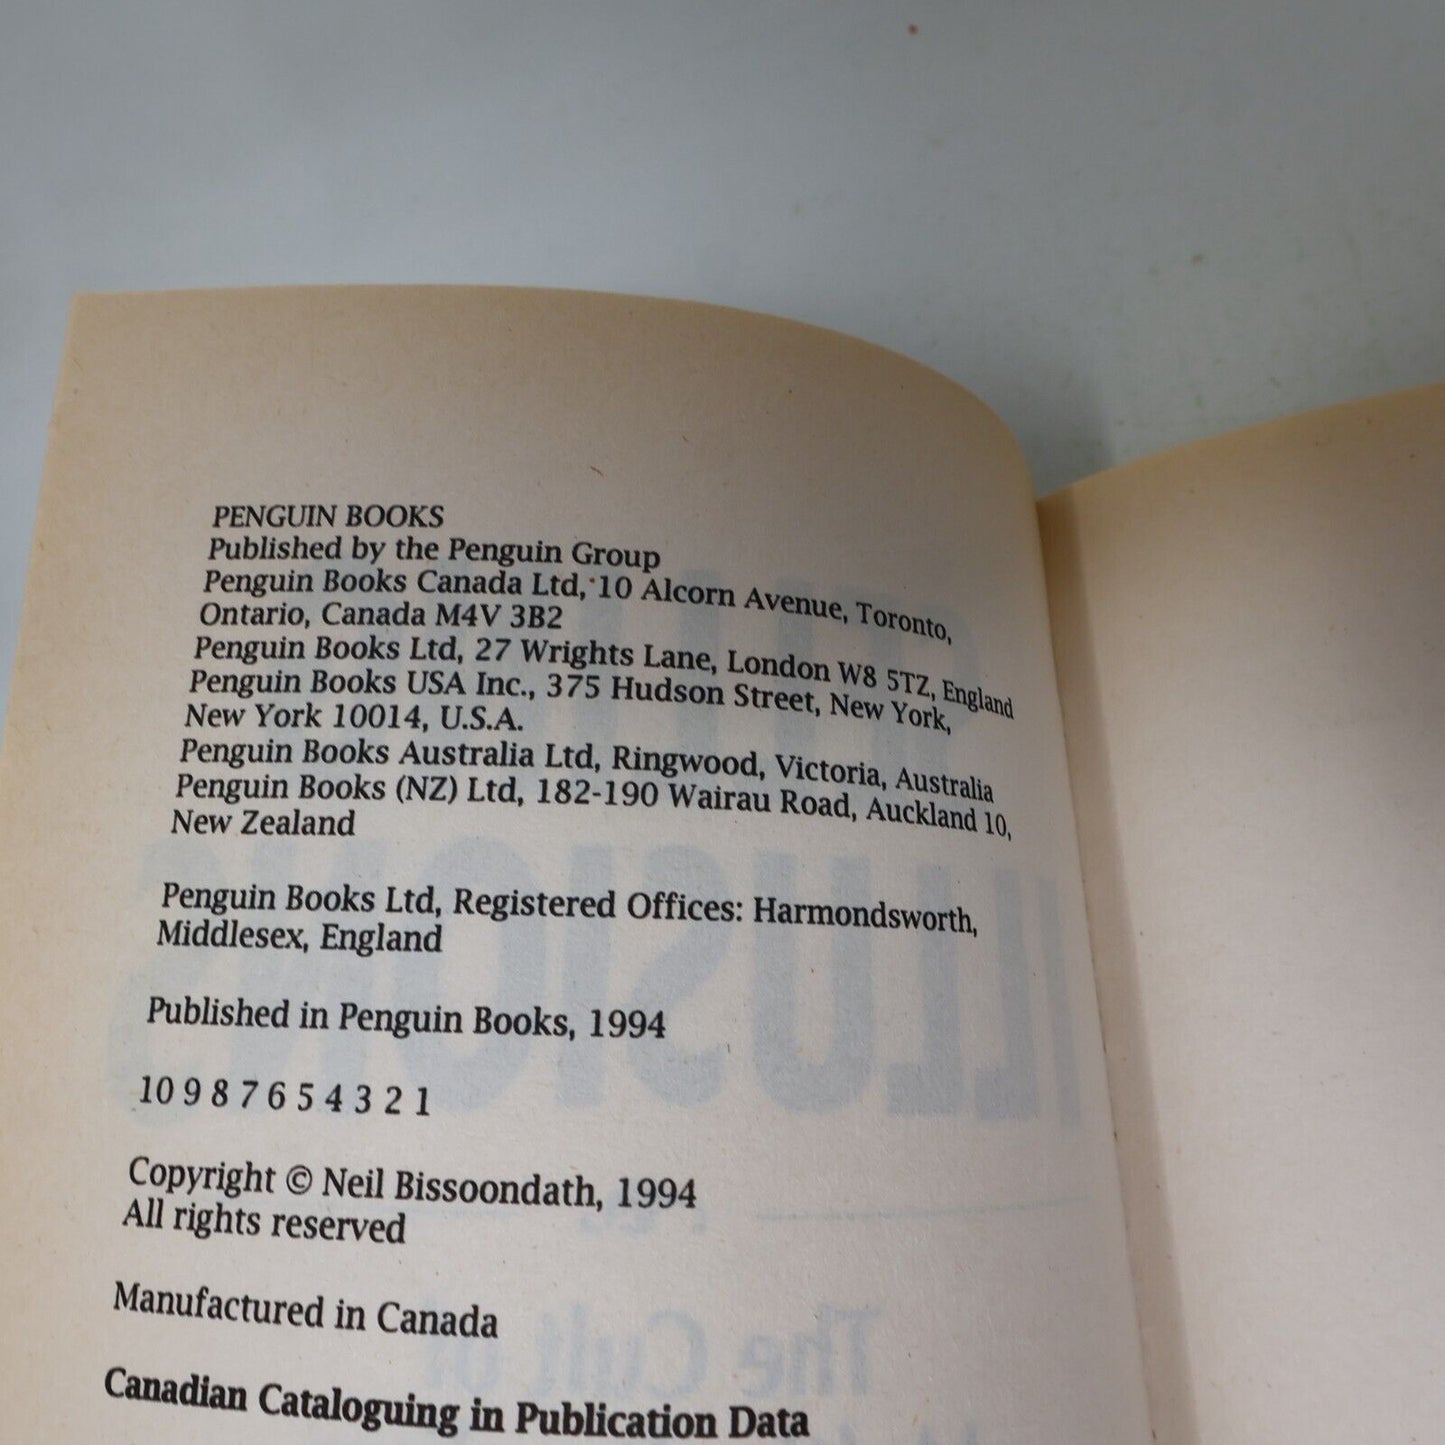 PENGUIN BOOKS
Published by the Penguin Group
Penguin Books Canada Ltd, 10 Alcorn Avenue, Toronto,
Ontario, Canada M4V 3B2
Penguin Books Ltd, 27 Wrights Lane, London W8 5TZ, England
Penguin Books USA Inc., 375 Hudson Street, New York,
New York 10014, U.S.A.
Penguin Books Australia Ltd, Ringwood, Victoria, Australia
Penguin Books (NZ) Ltd, 182-190 Wairau Road, Auckland 10,
New Zealand
Penguin Books Ltd, Registered Offices: Harmondsworth,
Middlesex, England
Published in Penguin Books, 1994
10 9 8 7 6 5 4 3 2 1
Copyright © Neil Bissoondath, 1994
All rights reserved
Manufactured in Canada
Canadian Cataloguing in Publication Data
ILLUSIONS
The Cult of